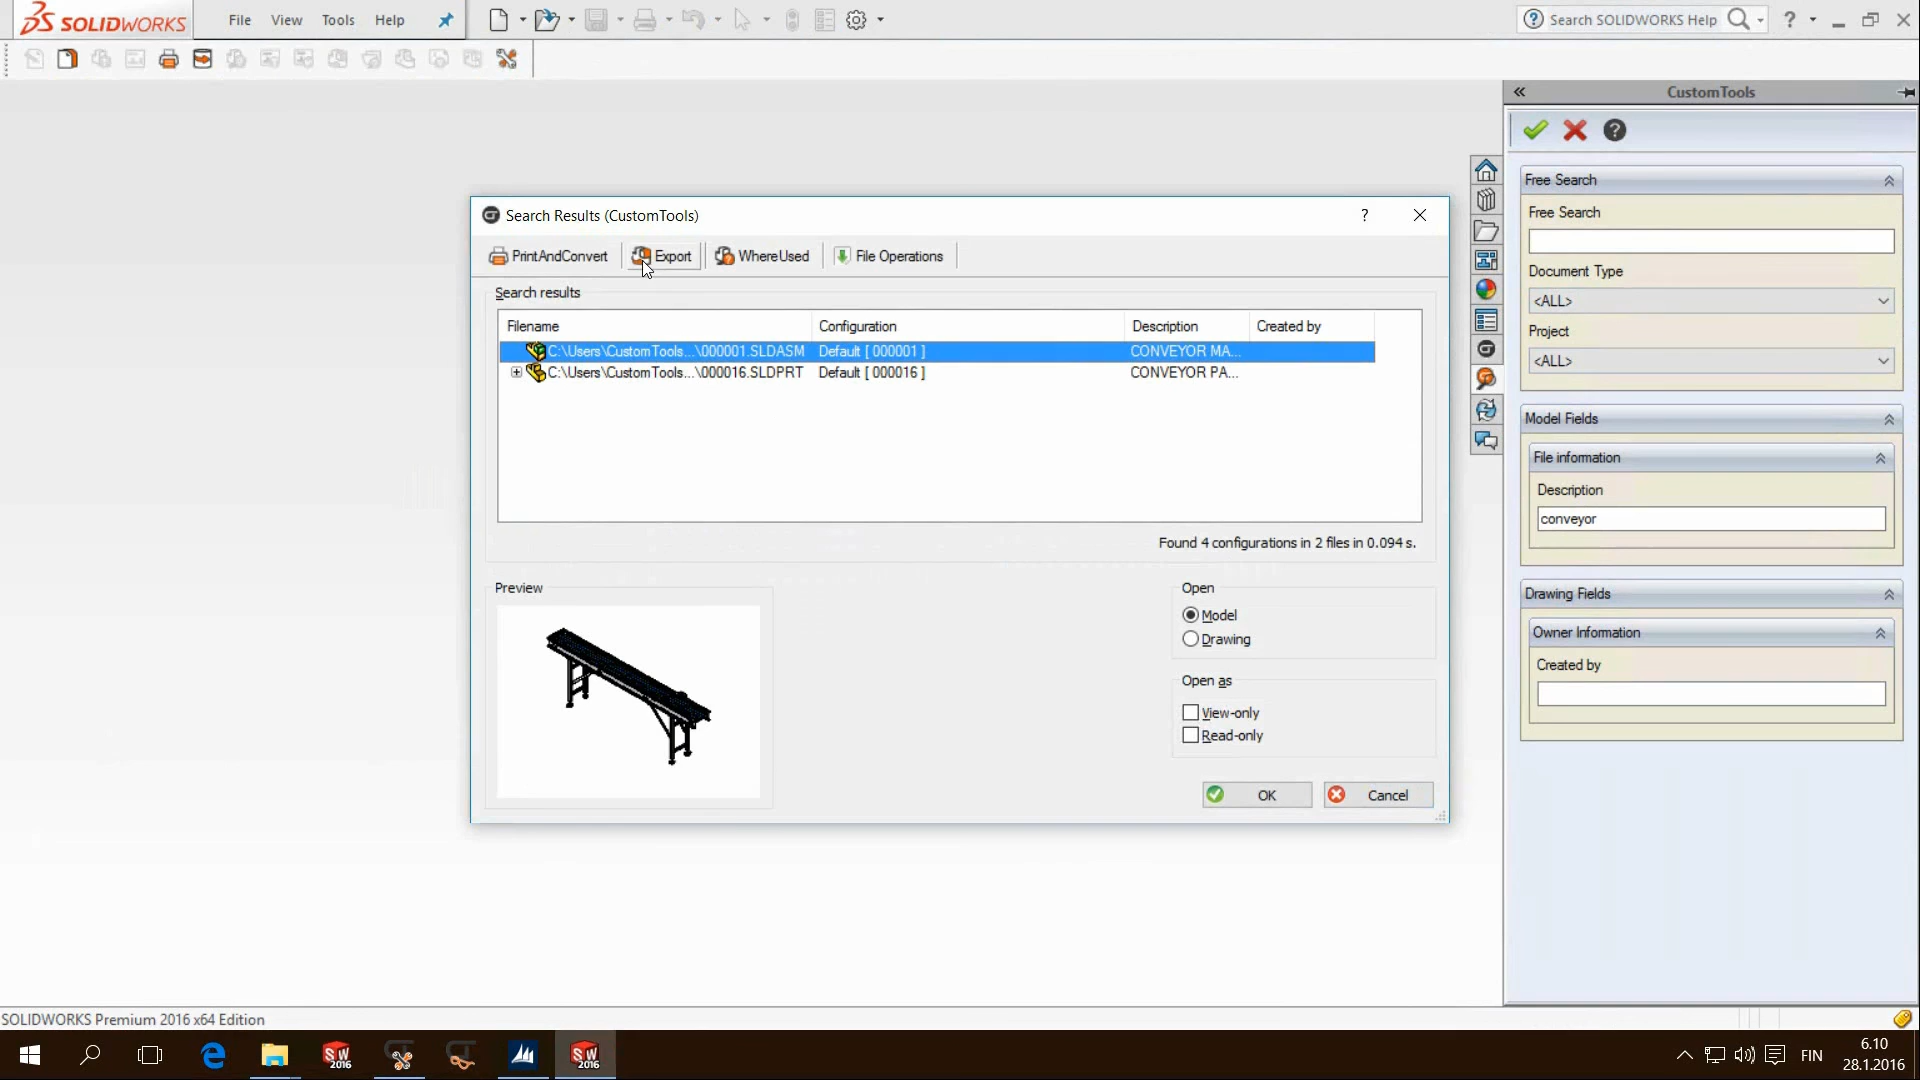 SOLIDWORKS File View Tools Help Search SOLIDWORKS Help ?
CustomTools
Free Search
Free Search
Document Type
<ALL>
Project
<ALL>
Model Fields
File information
Description
conveyor
Drawing Fields
Owner Information
Created by
Search Results (CustomTools) ?
PrintAndConvert Export WhereUsed File Operations
Search results
Filename Configuration Description Created by
C:\Users\CustomTools...\000001.SLDASM Default [ 000001 ] CONVEYOR MA...
C:\Users\CustomTools...\000016.SLDPRT Default [ 000016 ] CONVEYOR PA...
Found 4 configurations in 2 files in 0.094 s.
Preview
Open
Model
Drawing
Open as
View-only
Read-only
OK Cancel
SOLIDWORKS Premium 2016 x64 Edition
SW 2016
SW 2016
FIN
6.10
28.1.2016